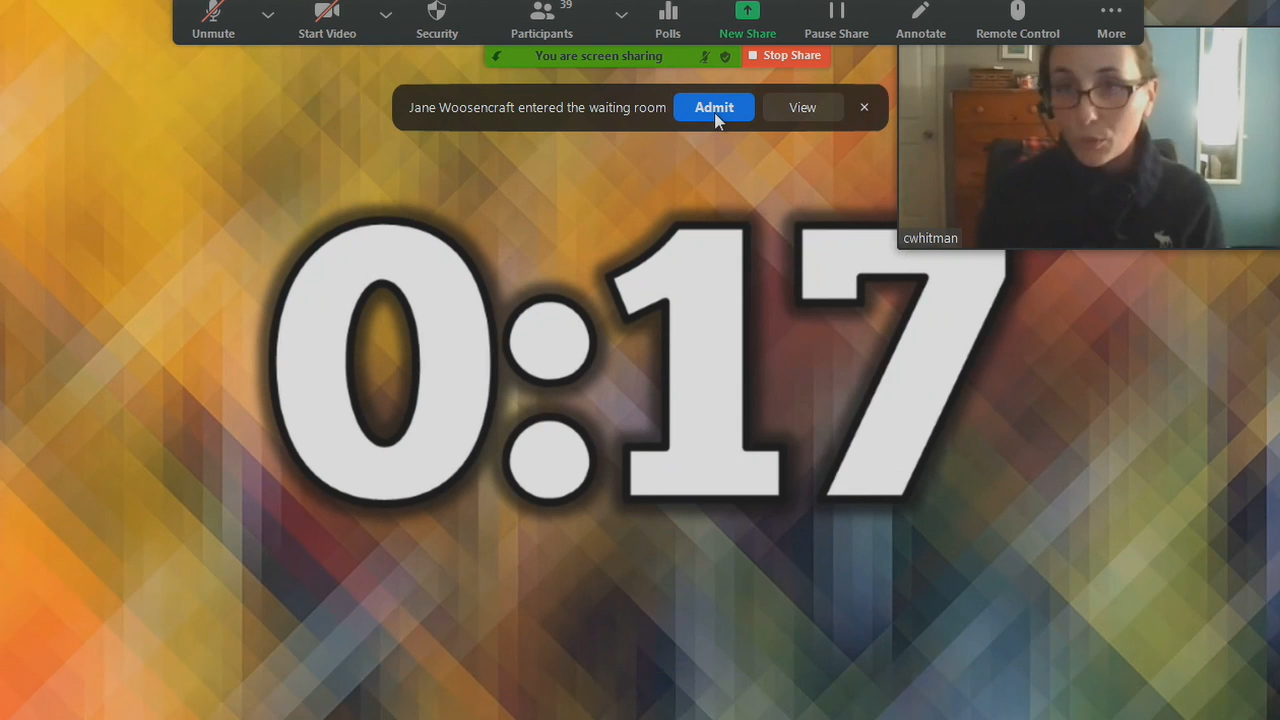 39
Unmute Start Video Security Participants Polls New Share Pause Share Annotate Remote Control More
You are screen sharing Stop Share
Jane Woosencraft entered the waiting room Admit View
cwhitman
0:17